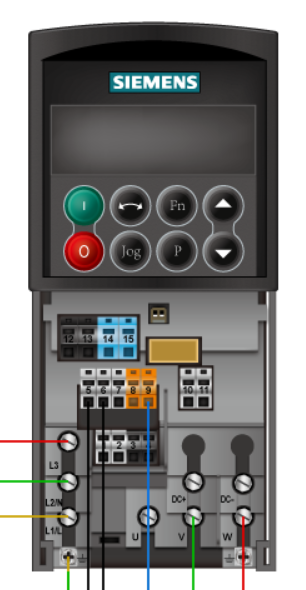 SIEMENS
I Fn
0 Jog P
12 13 14 15
5 6 7 8 9 10 11
2 3
L3
L2/N DC+ DC-
L1/L U V W